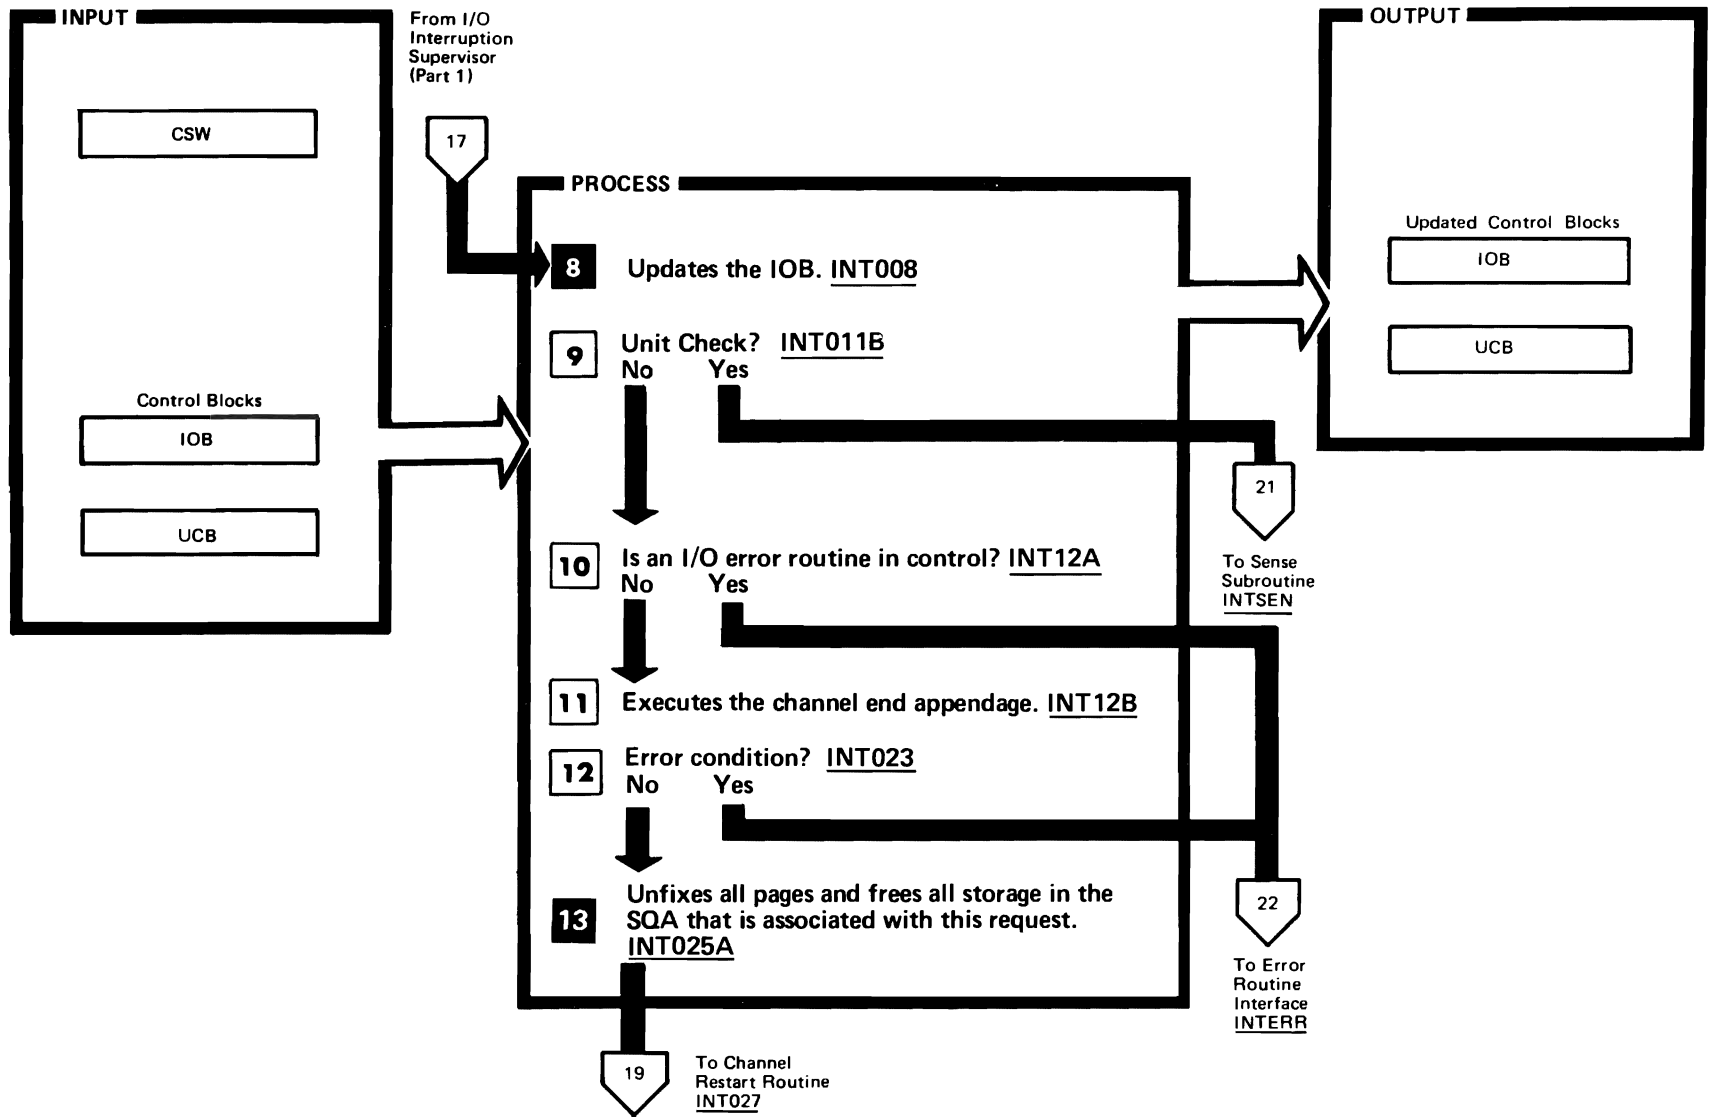 INPUT
CSW
Control Blocks
IOB
UCB
From I/O
Interruption
Supervisor
(Part 1)
17
PROCESS
8 Updates the IOB. INT008
9 Unit Check? INT011B
No Yes
10 Is an I/O error routine in control? INT12A
No Yes
11 Executes the channel end appendage. INT12B
12 Error condition? INT023
No Yes
13 Unfixes all pages and frees all storage in the
SQA that is associated with this request.
INT025A
19
To Channel
Restart Routine
INT027
21
To Sense
Subroutine
INTSEN
22
To Error
Routine
Interface
INTERR
OUTPUT
Updated Control Blocks
IOB
UCB